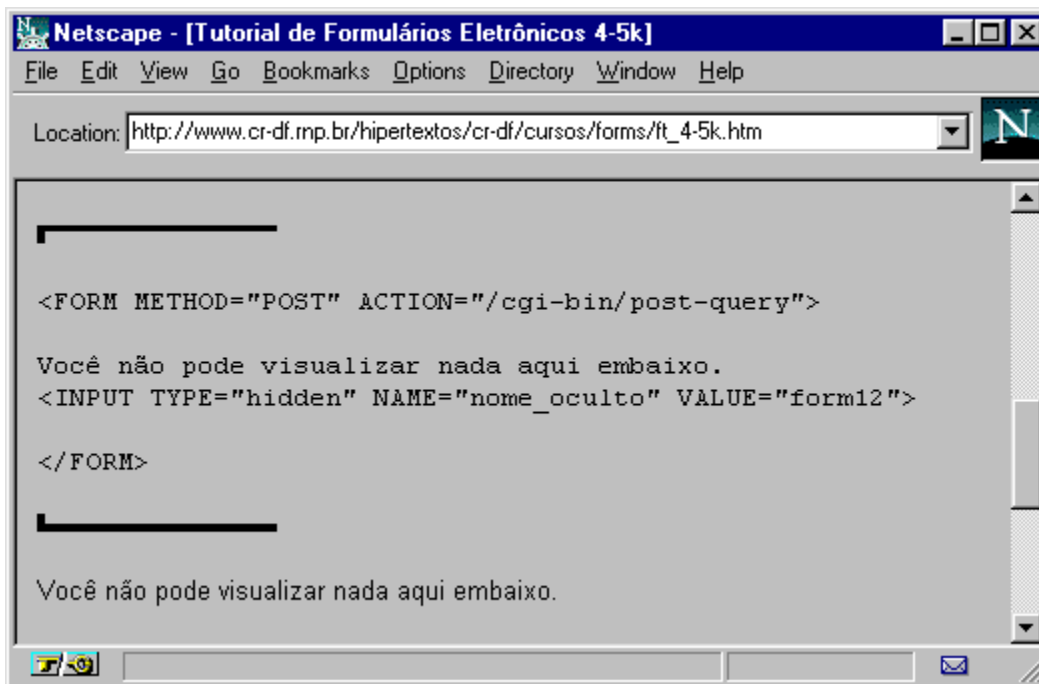 Netscape - [Tutorial de Formulários Eletrônicos 4-5k]
File Edit View Go Bookmarks Options Directory Window Help
Location: http://www.cr-df.rnp.br/hipertextos/cr-df/cursos/forms/ft_4-5k.htm
N
<FORM METHOD="POST" ACTION="/cgi-bin/post-query">
Você não pode visualizar nada aqui embaixo.
<INPUT TYPE="hidden" NAME="nome_oculto" VALUE="form12">
</FORM>
Você não pode visualizar nada aqui embaixo.